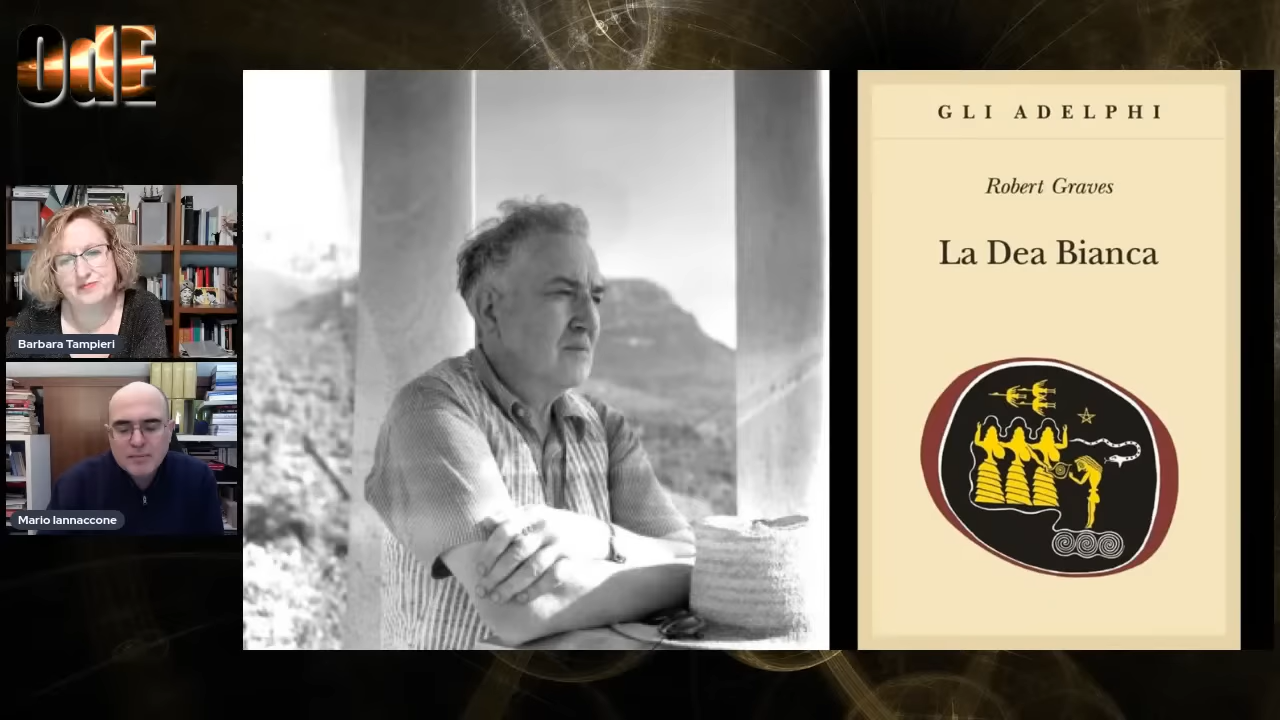 OdE
Barbara Tampieri
Mario Iannaccone
GLI ADELPHI
Robert Graves
La Dea Bianca